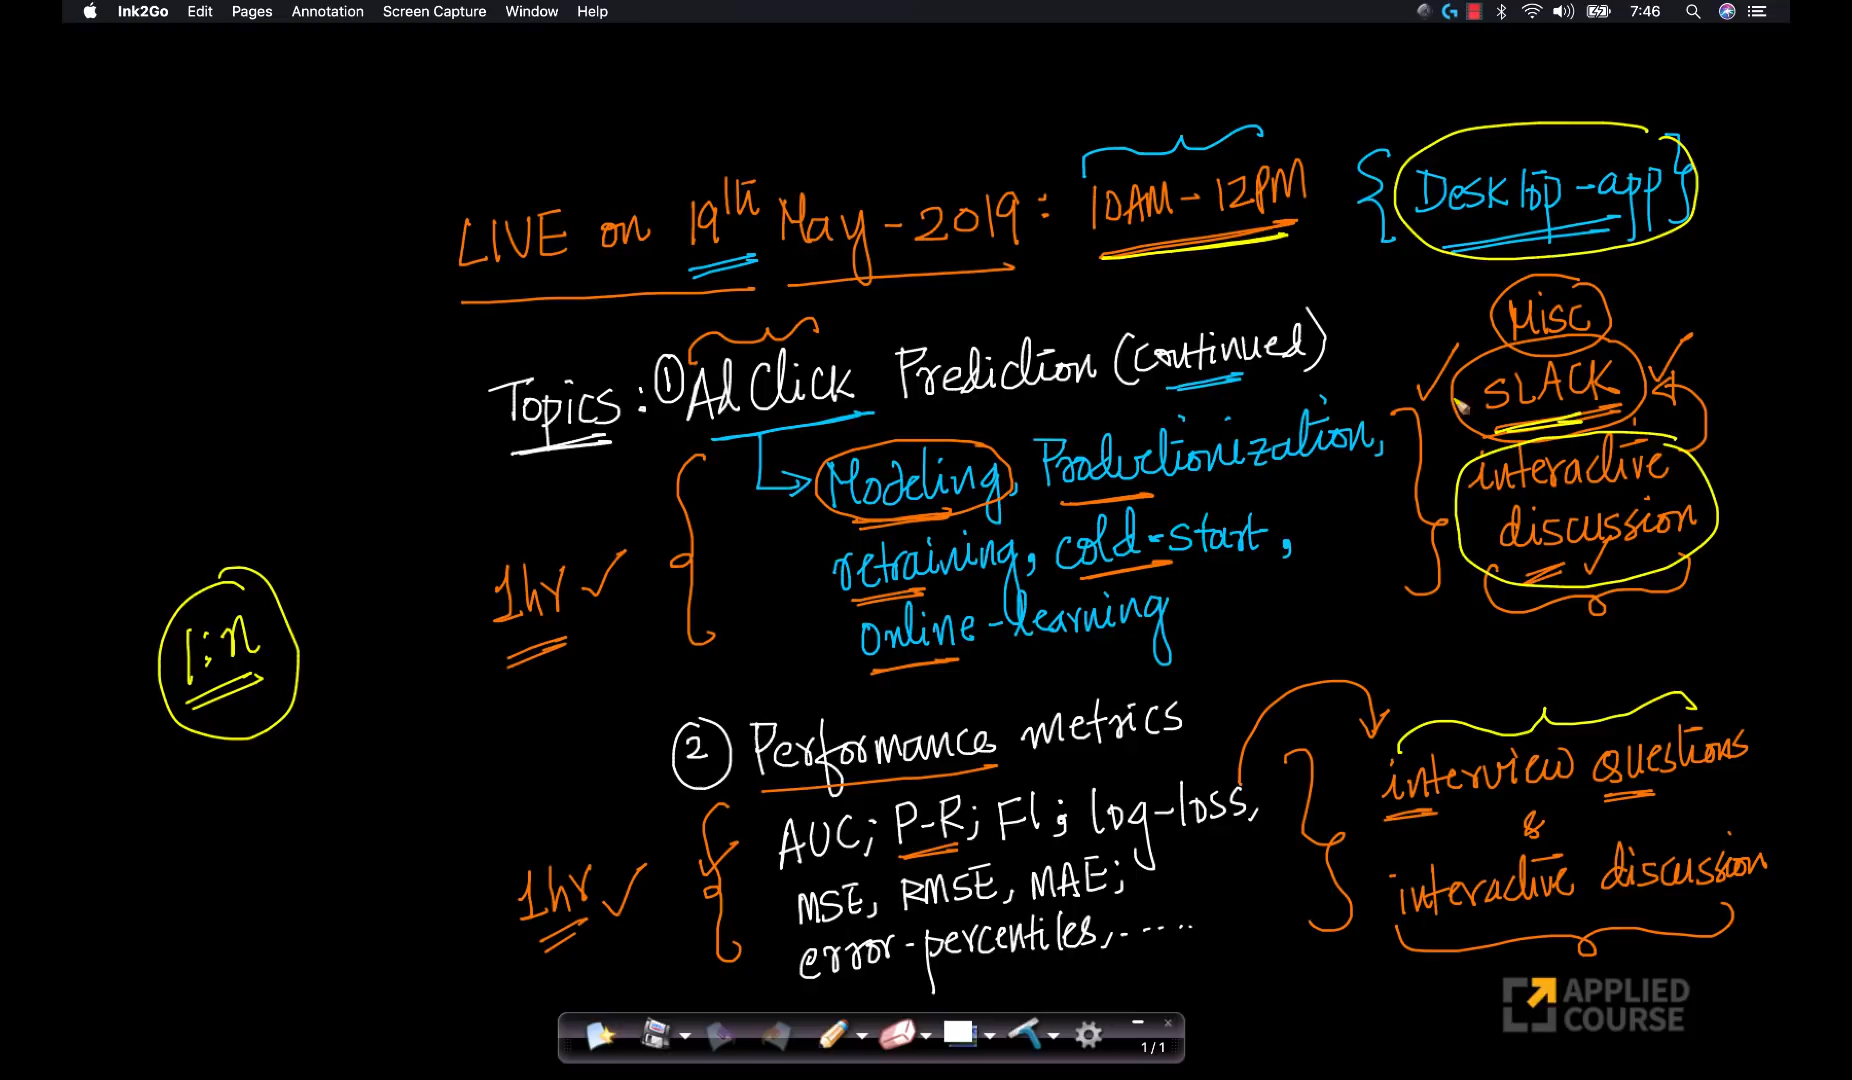 Ink2Go Edit Pages Annotation Screen Capture Window Help 7:46
LIVE on 19th May-2019: 10AM-12PM {Desktop-app}
Misc
SLACK
interactive
discussion
Topics: ① Ad Click Prediction (continued)
Modeling, Productionization,
retraining, cold-start,
online-learning
1hr ✓
1:n
② Performance metrics
AUC; P-R; F1; log-loss,
MSE, RMSE, MAE;
error-percentiles, .....
1hr ✓
interview questions
&
interactive discussion
APPLIED
COURSE
1/1